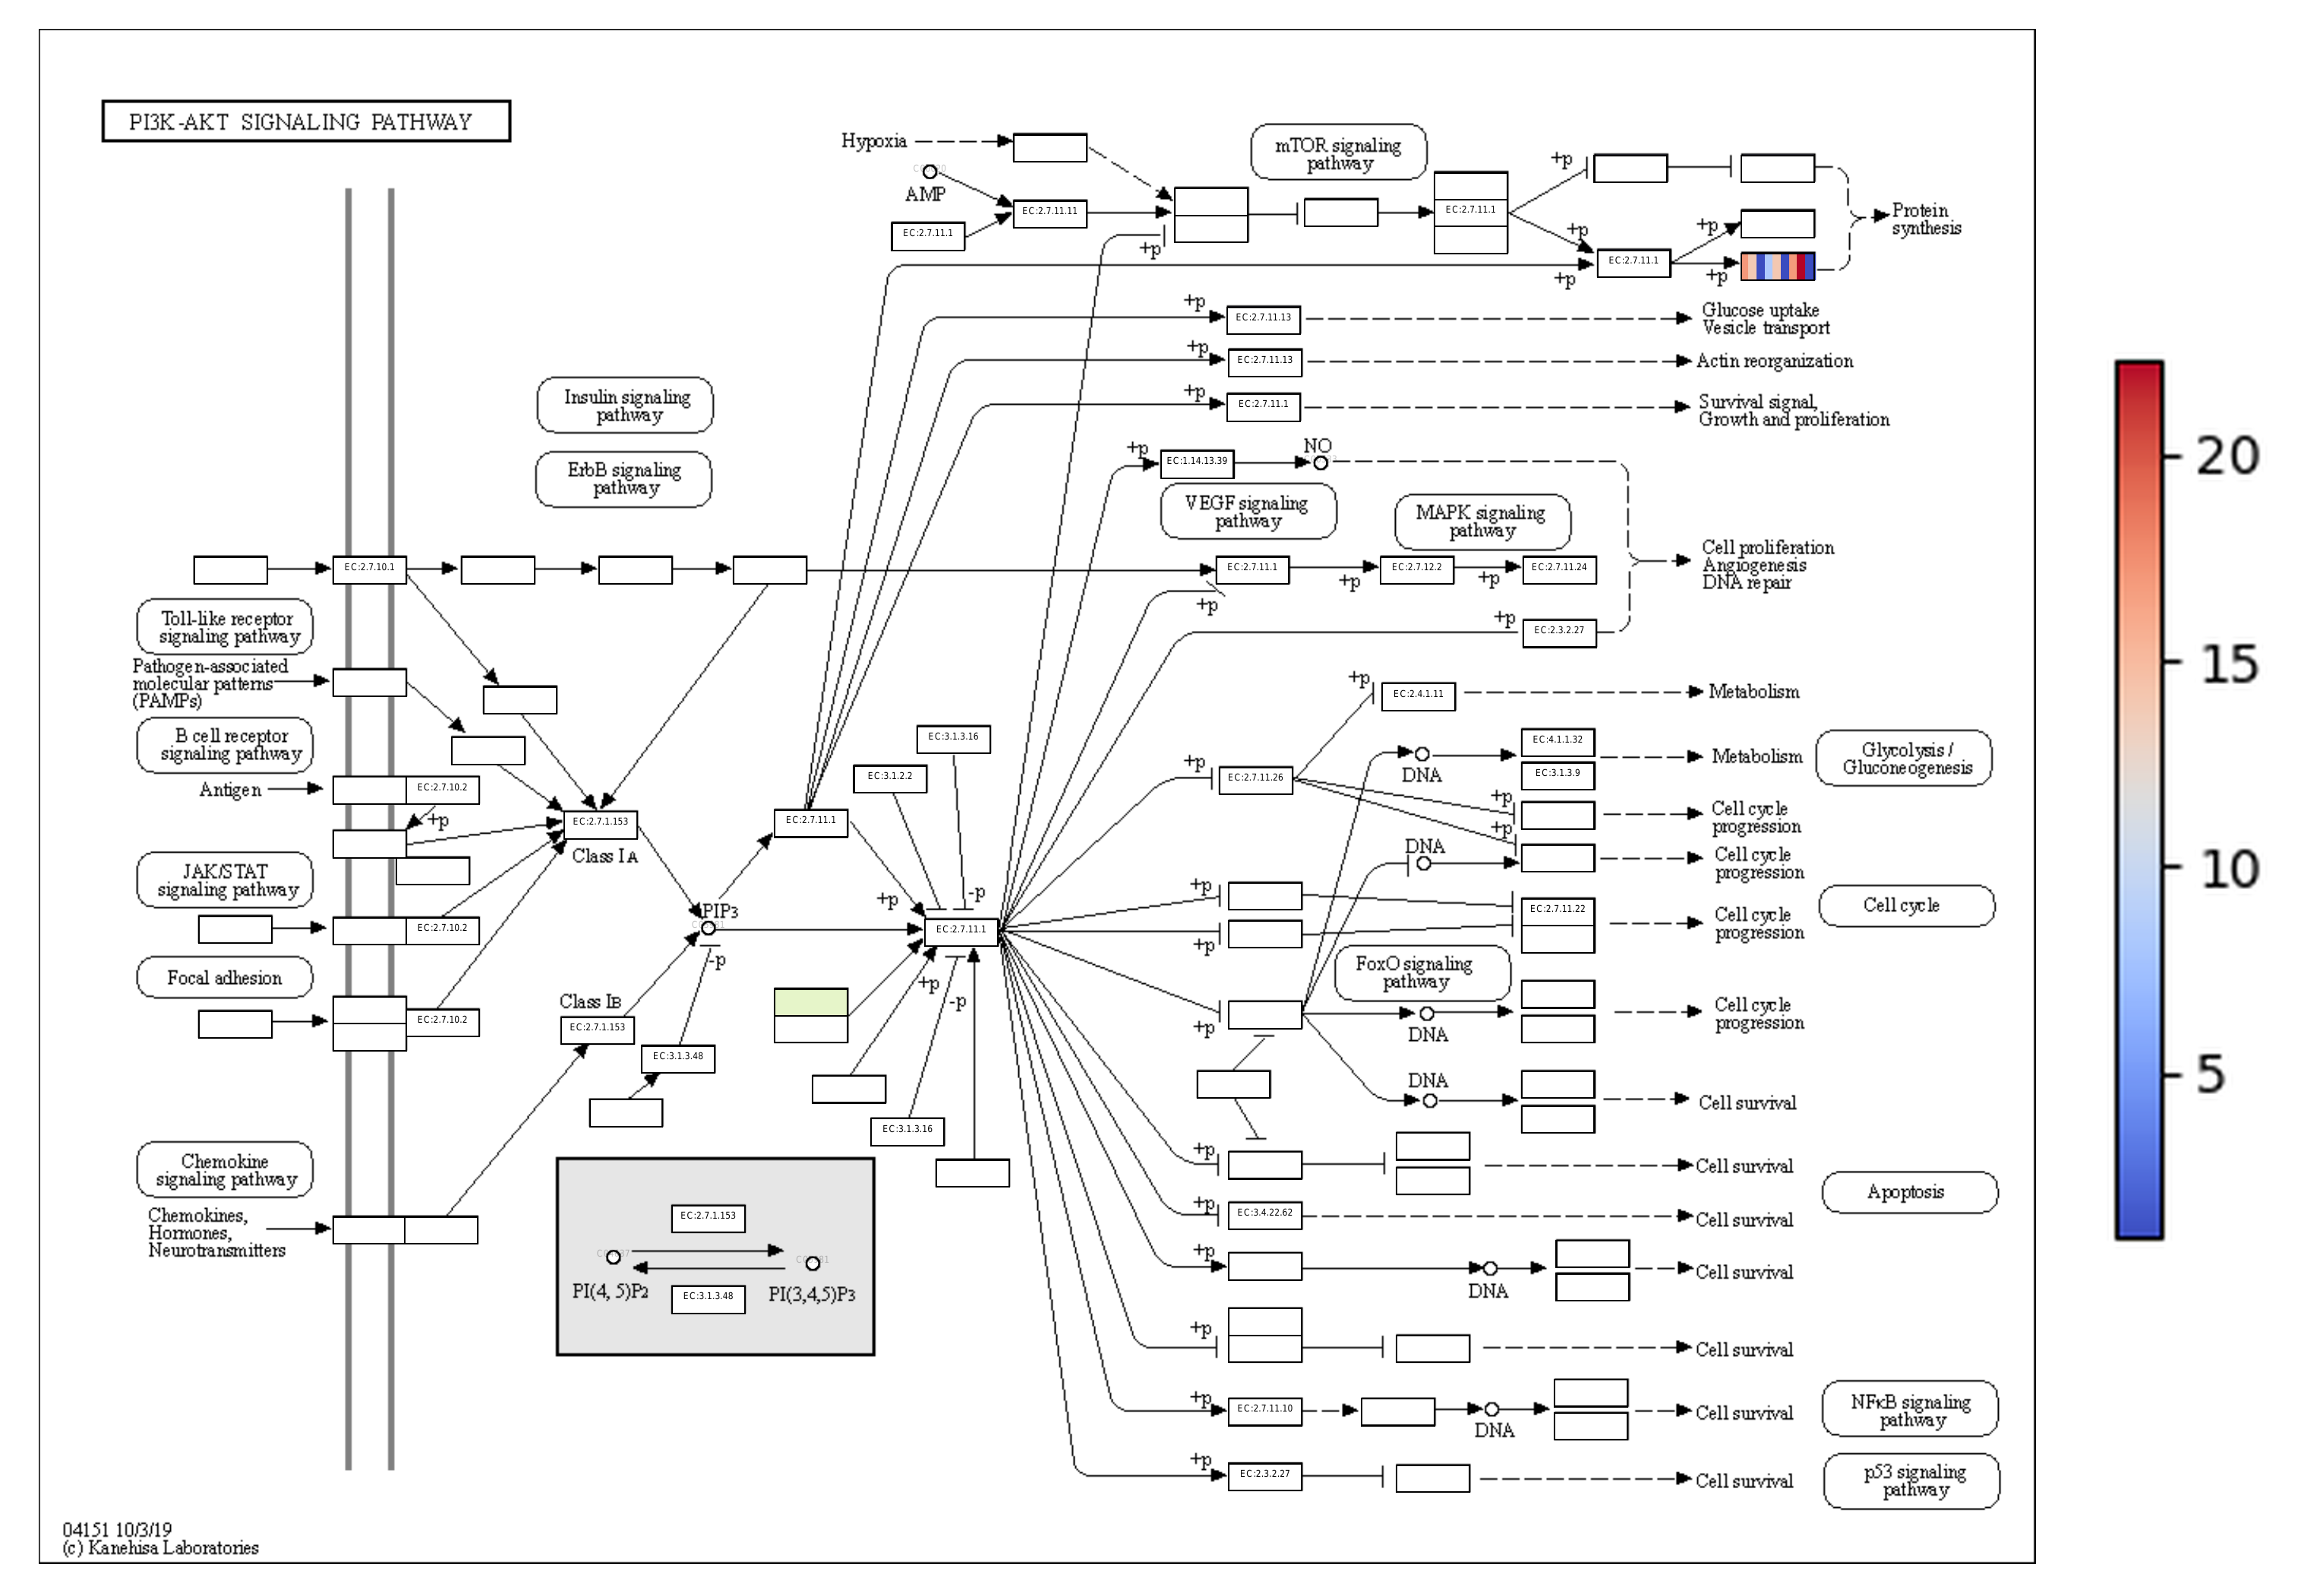 PI3K-AKT SIGNALING PATHWAY
Hypoxia
AMP
EC:2.7.11.11
EC:2.7.11.1
+p
mTOR signaling
pathway
EC:2.7.11.1
+p
+p
EC:2.7.11.1
+p
+p
+p
Protein
synthesis
+p
EC:2.7.11.13
Glucose uptake
Vesicle transport
+p
EC:2.7.11.13
Actin reorganization
+p
EC:2.7.11.1
Survival signal,
Growth and proliferation
Insulin signaling
pathway
ErbB signaling
pathway
+p
EC:1.14.13.39
NO
VEGF signaling
pathway
MAPK signaling
pathway
EC:2.7.10.1
EC:2.7.11.1
+p
EC:2.7.12.2
+p
EC:2.7.11.24
+p
Cell proliferation
Angiogenesis
DNA repair
+p
EC:2.3.2.27
Toll-like receptor
signaling pathway
Pathogen-associated
molecular patterns
(PAMPs)
B cell receptor
signaling pathway
Antigen
EC:2.7.10.2
+p
JAK/STAT
signaling pathway
EC:2.7.10.2
Focal adhesion
EC:2.7.10.2
Chemokine
signaling pathway
Chemokines,
Hormones,
Neurotransmitters
EC:2.7.1.153
Class IA
PIP3
-p
Class IB
EC:2.7.1.153
EC:3.1.3.48
EC:2.7.11.1
EC:3.1.3.16
EC:3.1.2.2
+p
-p
EC:2.7.11.1
+p
-p
EC:3.1.3.16
EC:2.7.1.153
PI(4, 5)P2
EC:3.1.3.48
PI(3,4,5)P3
+p
EC:2.4.1.11
Metabolism
+p
EC:2.7.11.26
DNA
EC:4.1.1.32
EC:3.1.3.9
Metabolism
Glycolysis /
Gluconeogenesis
+p
Cell cycle
progression
+p
DNA
Cell cycle
progression
+p
+p
EC:2.7.11.22
Cell cycle
progression
Cell cycle
FoxO signaling
pathway
+p
DNA
Cell cycle
progression
DNA
Cell survival
+p
Cell survival
Apoptosis
+p
EC:3.4.22.62
Cell survival
+p
DNA
Cell survival
+p
Cell survival
+p
EC:2.7.11.10
DNA
Cell survival
NFκB signaling
pathway
+p
EC:2.3.2.27
Cell survival
p53 signaling
pathway
04151 10/3/19
(c) Kanehisa Laboratories
20
15
10
5